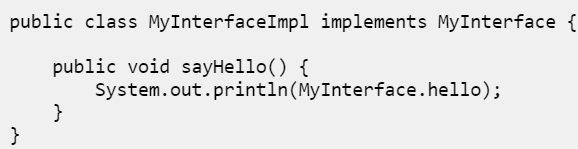 public class MyInterfaceImpl implements MyInterface {
    public void sayHello() {
        System.out.println(MyInterface.hello);
    }
}